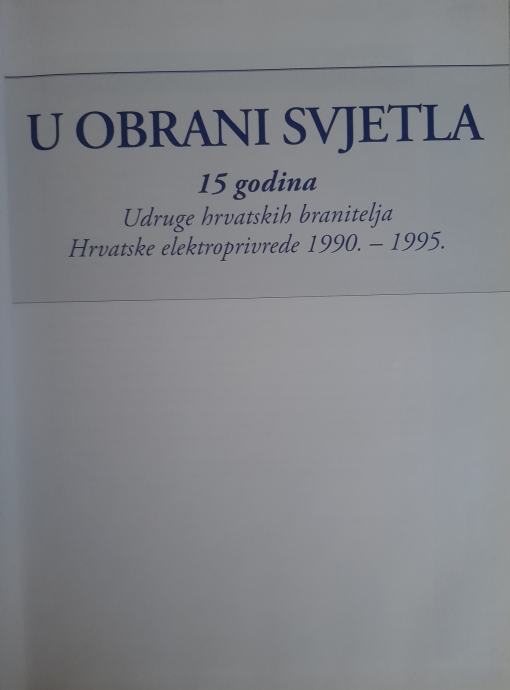 U OBRANI SVJETLA
15 godina
Udruge hrvatskih branitelja
Hrvatske elektroprivrede 1990. – 1995.